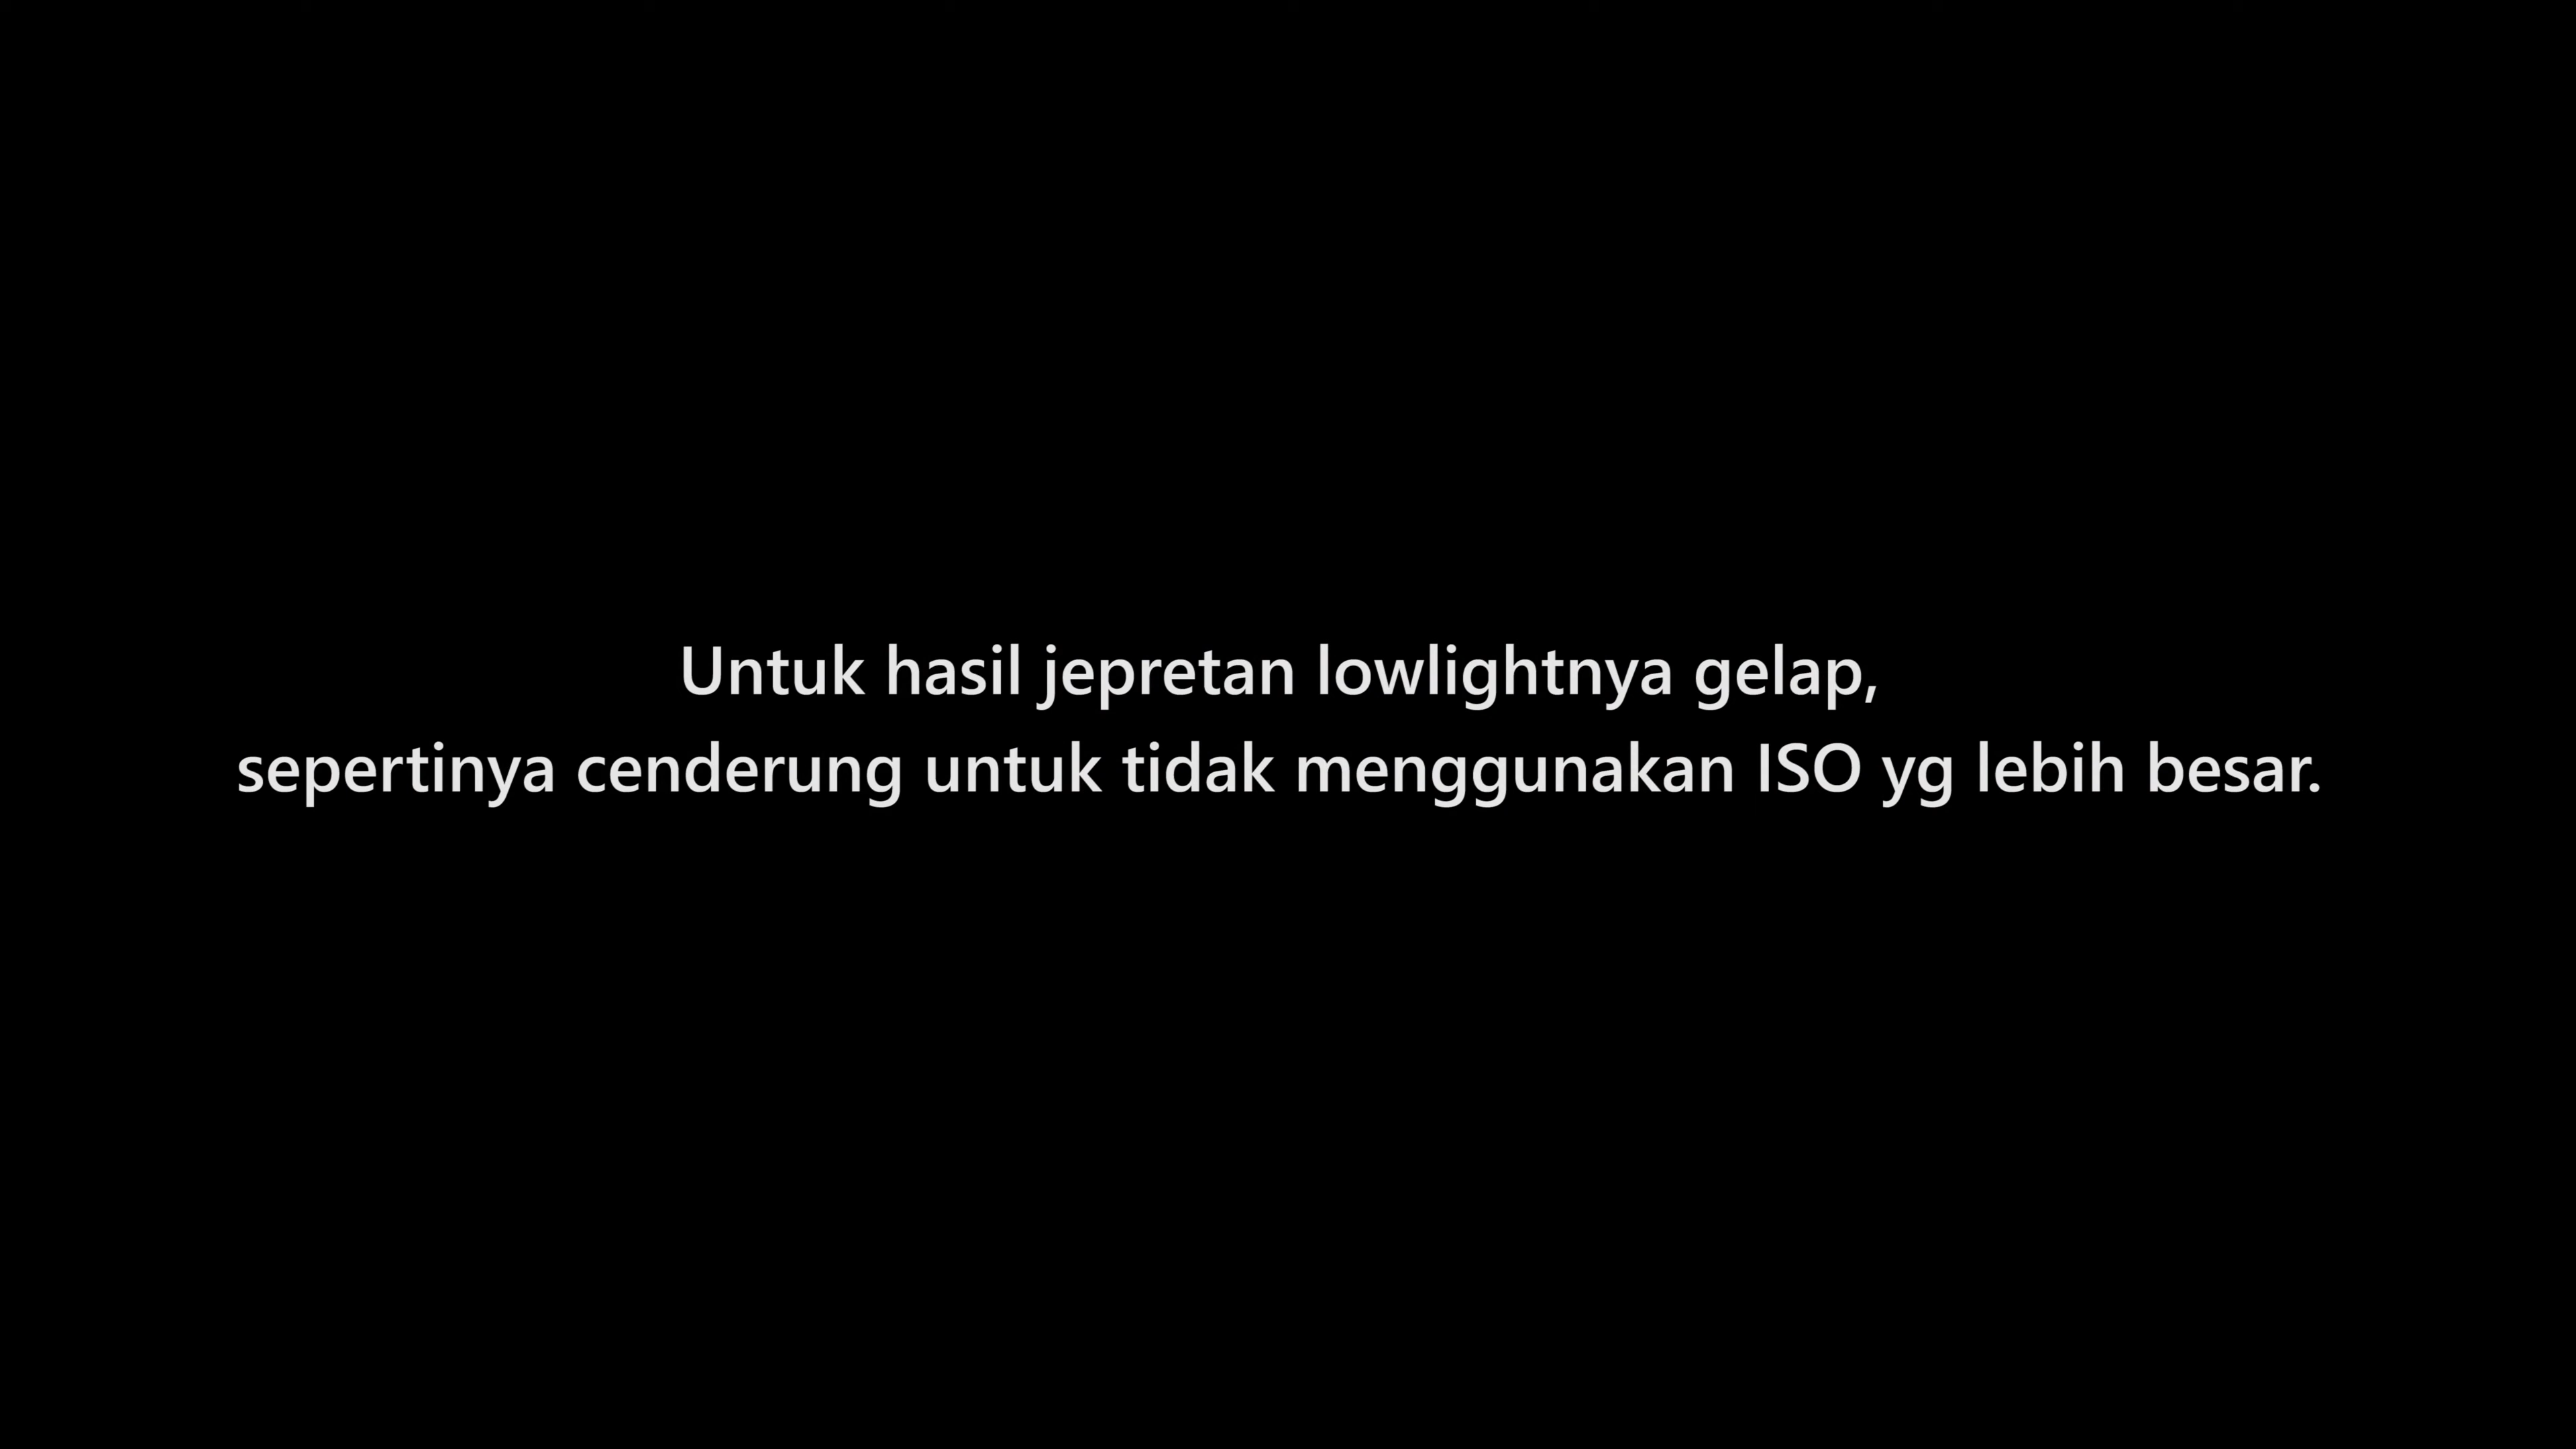 Untuk hasil jepretan lowlightnya gelap,
sepertinya cenderung untuk tidak menggunakan ISO yg lebih besar.